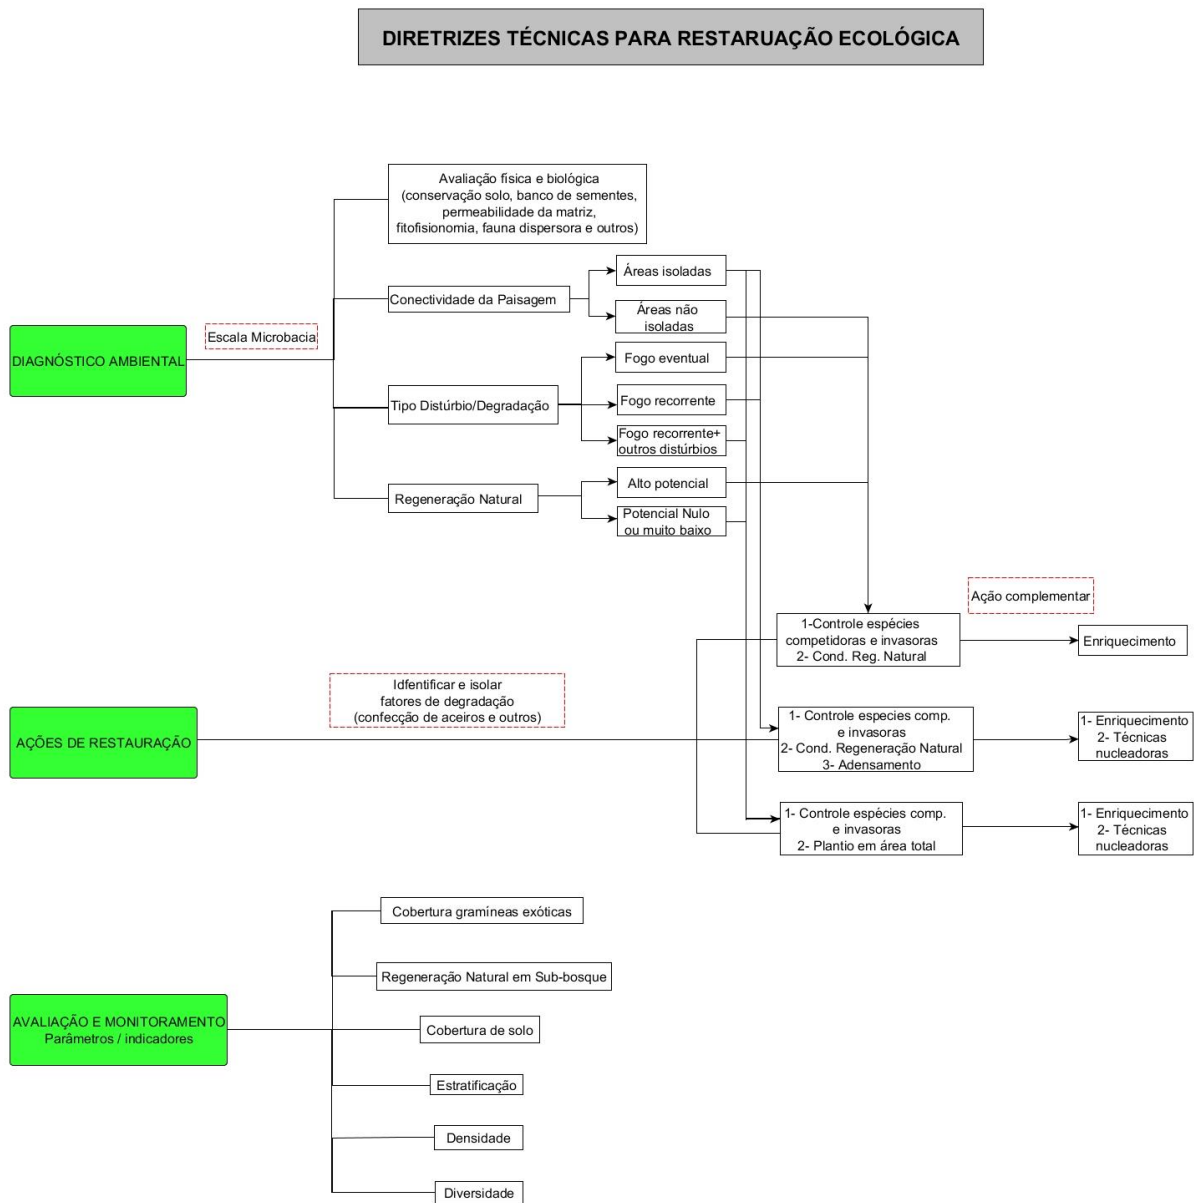 DIRETRIZES TÉCNICAS PARA RESTARUAÇÃO ECOLÓGICA
Avaliação física e biológica
(conservação solo, banco de sementes,
permeabilidade da matriz,
fitofisionomia, fauna dispersora e outros)
DIAGNÓSTICO AMBIENTAL
Escala Microbacia
Conectividade da Paisagem
Áreas isoladas
Áreas não
isoladas
Tipo Distúrbio/Degradação
Fogo eventual
Fogo recorrente
Fogo recorrente+
outros distúrbios
Regeneração Natural
Alto potencial
Potencial Nulo
ou muito baixo
AÇÕES DE RESTAURAÇÃO
Idfentificar e isolar
fatores de degradação
(confecção de aceiros e outros)
1-Controle espécies
competidoras e invasoras
2- Cond. Reg. Natural
Ação complementar
Enriquecimento
1- Controle especies comp.
e invasoras
2- Cond. Regeneração Natural
3- Adensamento
1- Enriquecimento
2- Técnicas
nucleadoras
1- Controle espécies comp.
e invasoras
2- Plantio em área total
1- Enriquecimento
2- Técnicas
nucleadoras
AVALIAÇÃO E MONITORAMENTO
Parâmetros / indicadores
Cobertura gramíneas exóticas
Regeneração Natural em Sub-bosque
Cobertura de solo
Estratificação
Densidade
Diversidade